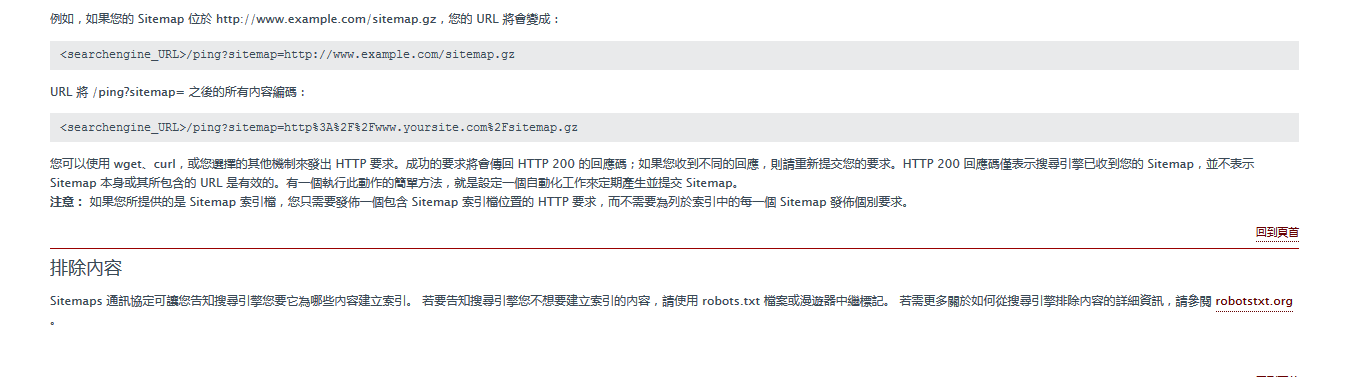 例如，如果您的 Sitemap 位於 http://www.example.com/sitemap.gz，您的 URL 將會變成：
<searchengine_URL>/ping?sitemap=http://www.example.com/sitemap.gz
URL 將 /ping?sitemap= 之後的所有內容編碼：
<searchengine_URL>/ping?sitemap=http%3A%2F%2Fwww.yoursite.com%2Fsitemap.gz
您可以使用 wget、curl，或您選擇的其他機制來發出 HTTP 要求。成功的要求將會傳回 HTTP 200 的回應碼；如果您收到不同的回應，則請重新提交您的要求。HTTP 200 回應碼僅表示搜尋引擎已收到您的 Sitemap，並不表示
Sitemap 本身或其所包含的 URL 是有效的。有一個執行此動作的簡單方法，就是設定一個自動化工作來定期產生並提交 Sitemap。
注意： 如果您所提供的是 Sitemap 索引檔，您只需要發佈一個包含 Sitemap 索引檔位置的 HTTP 要求，而不需要為列於索引中的每一個 Sitemap 發佈個別要求。
回到頁首
排除內容
Sitemaps 通訊協定可讓您告知搜尋引擎您要它為哪些內容建立索引。 若要告知搜尋引擎您不想要建立索引的內容，請使用 robots.txt 檔案或漫遊器中繼標記。 若需更多關於如何從搜尋引擎排除內容的詳細資訊，請參閱 robotstxt.org
。